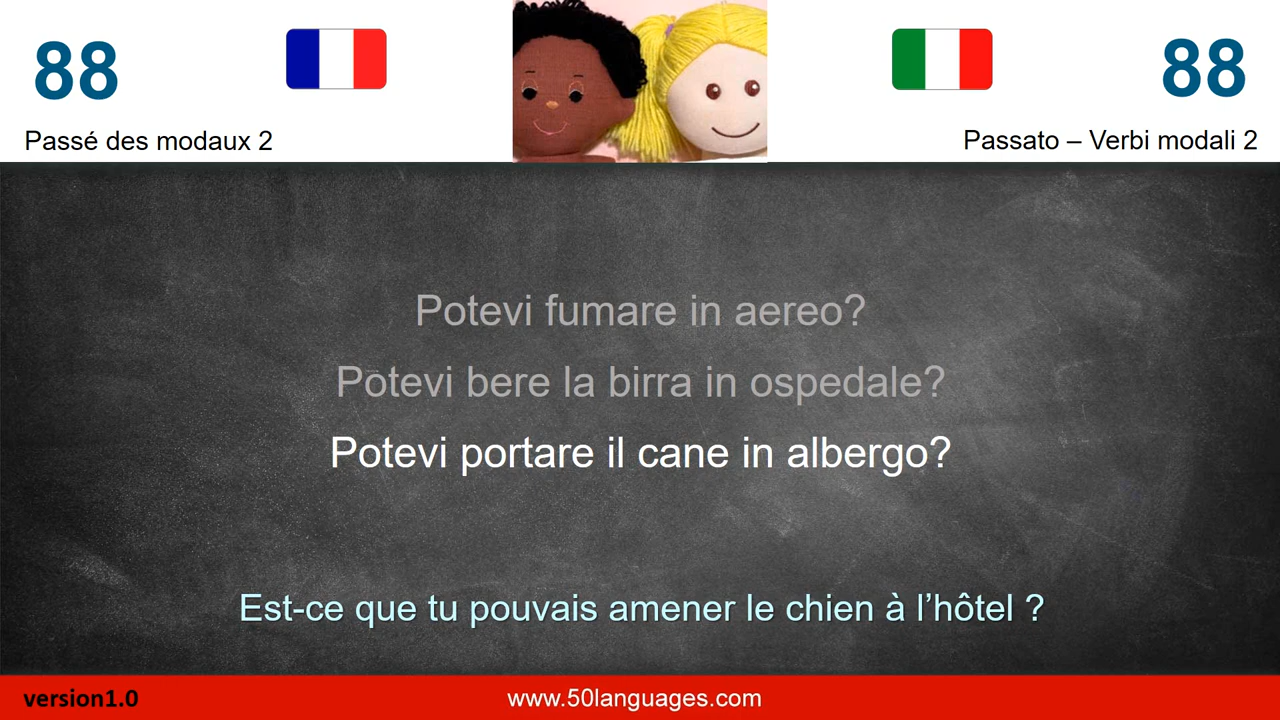 88
88
Passé des modaux 2
Passato – Verbi modali 2
Potevi fumare in aereo?
Potevi bere la birra in ospedale?
Potevi portare il cane in albergo?
Est-ce que tu pouvais amener le chien à l’hôtel ?
version1.0
www.50languages.com